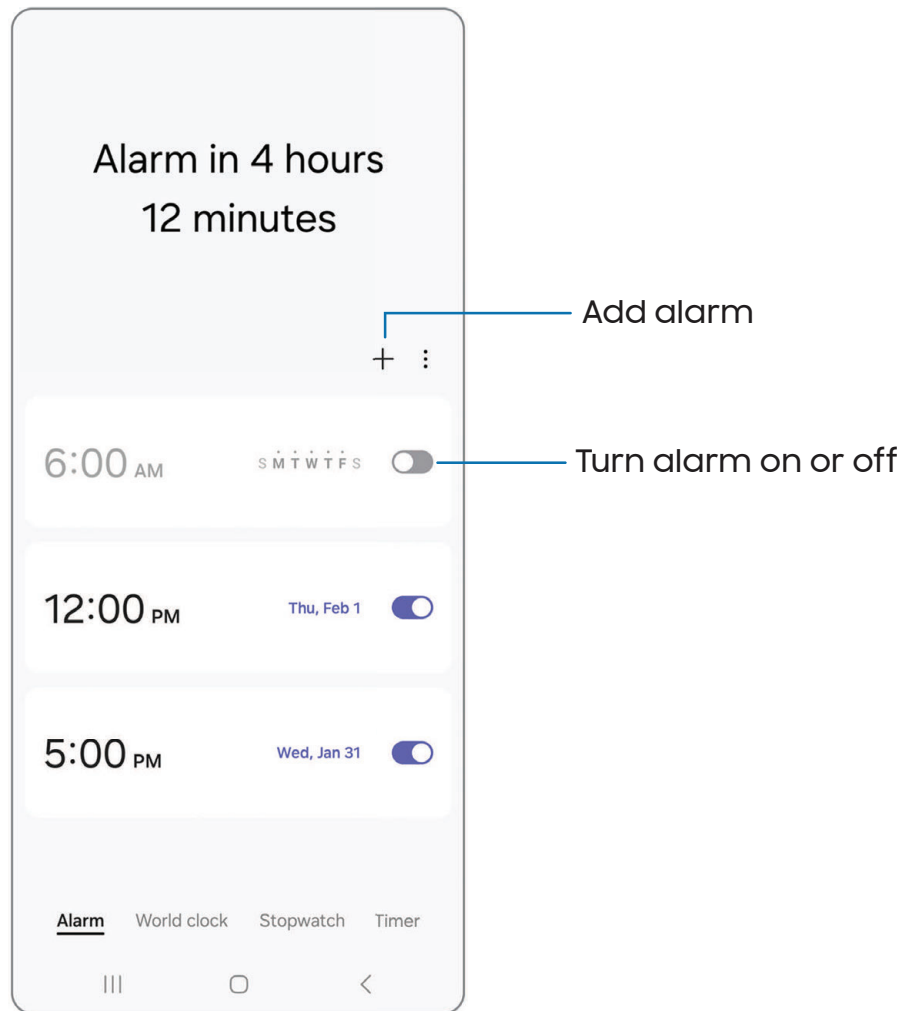 Alarm in 4 hours
12 minutes
Add alarm
6:00 AM S M T W T F S
Turn alarm on or off
12:00 PM Thu, Feb 1
5:00 PM Wed, Jan 31
Alarm World clock Stopwatch Timer